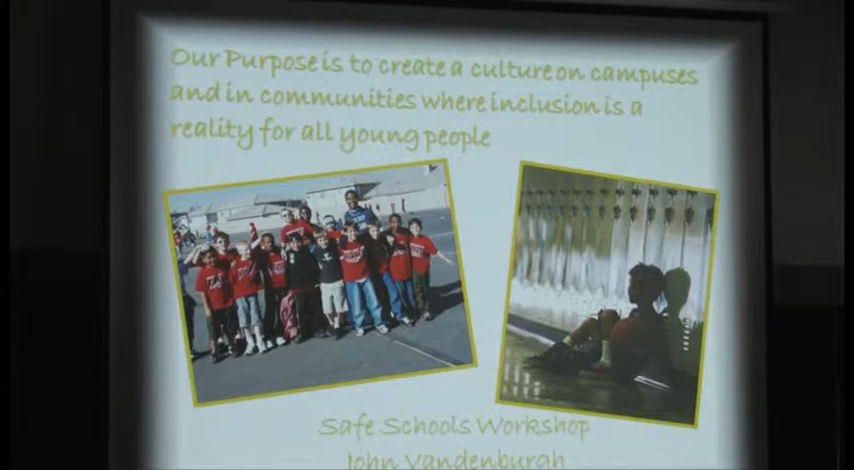 Our Purpose is to create a culture on campuses
and in communities where inclusion is a
reality for all young people
Safe Schools Workshop
John Vandenburgh